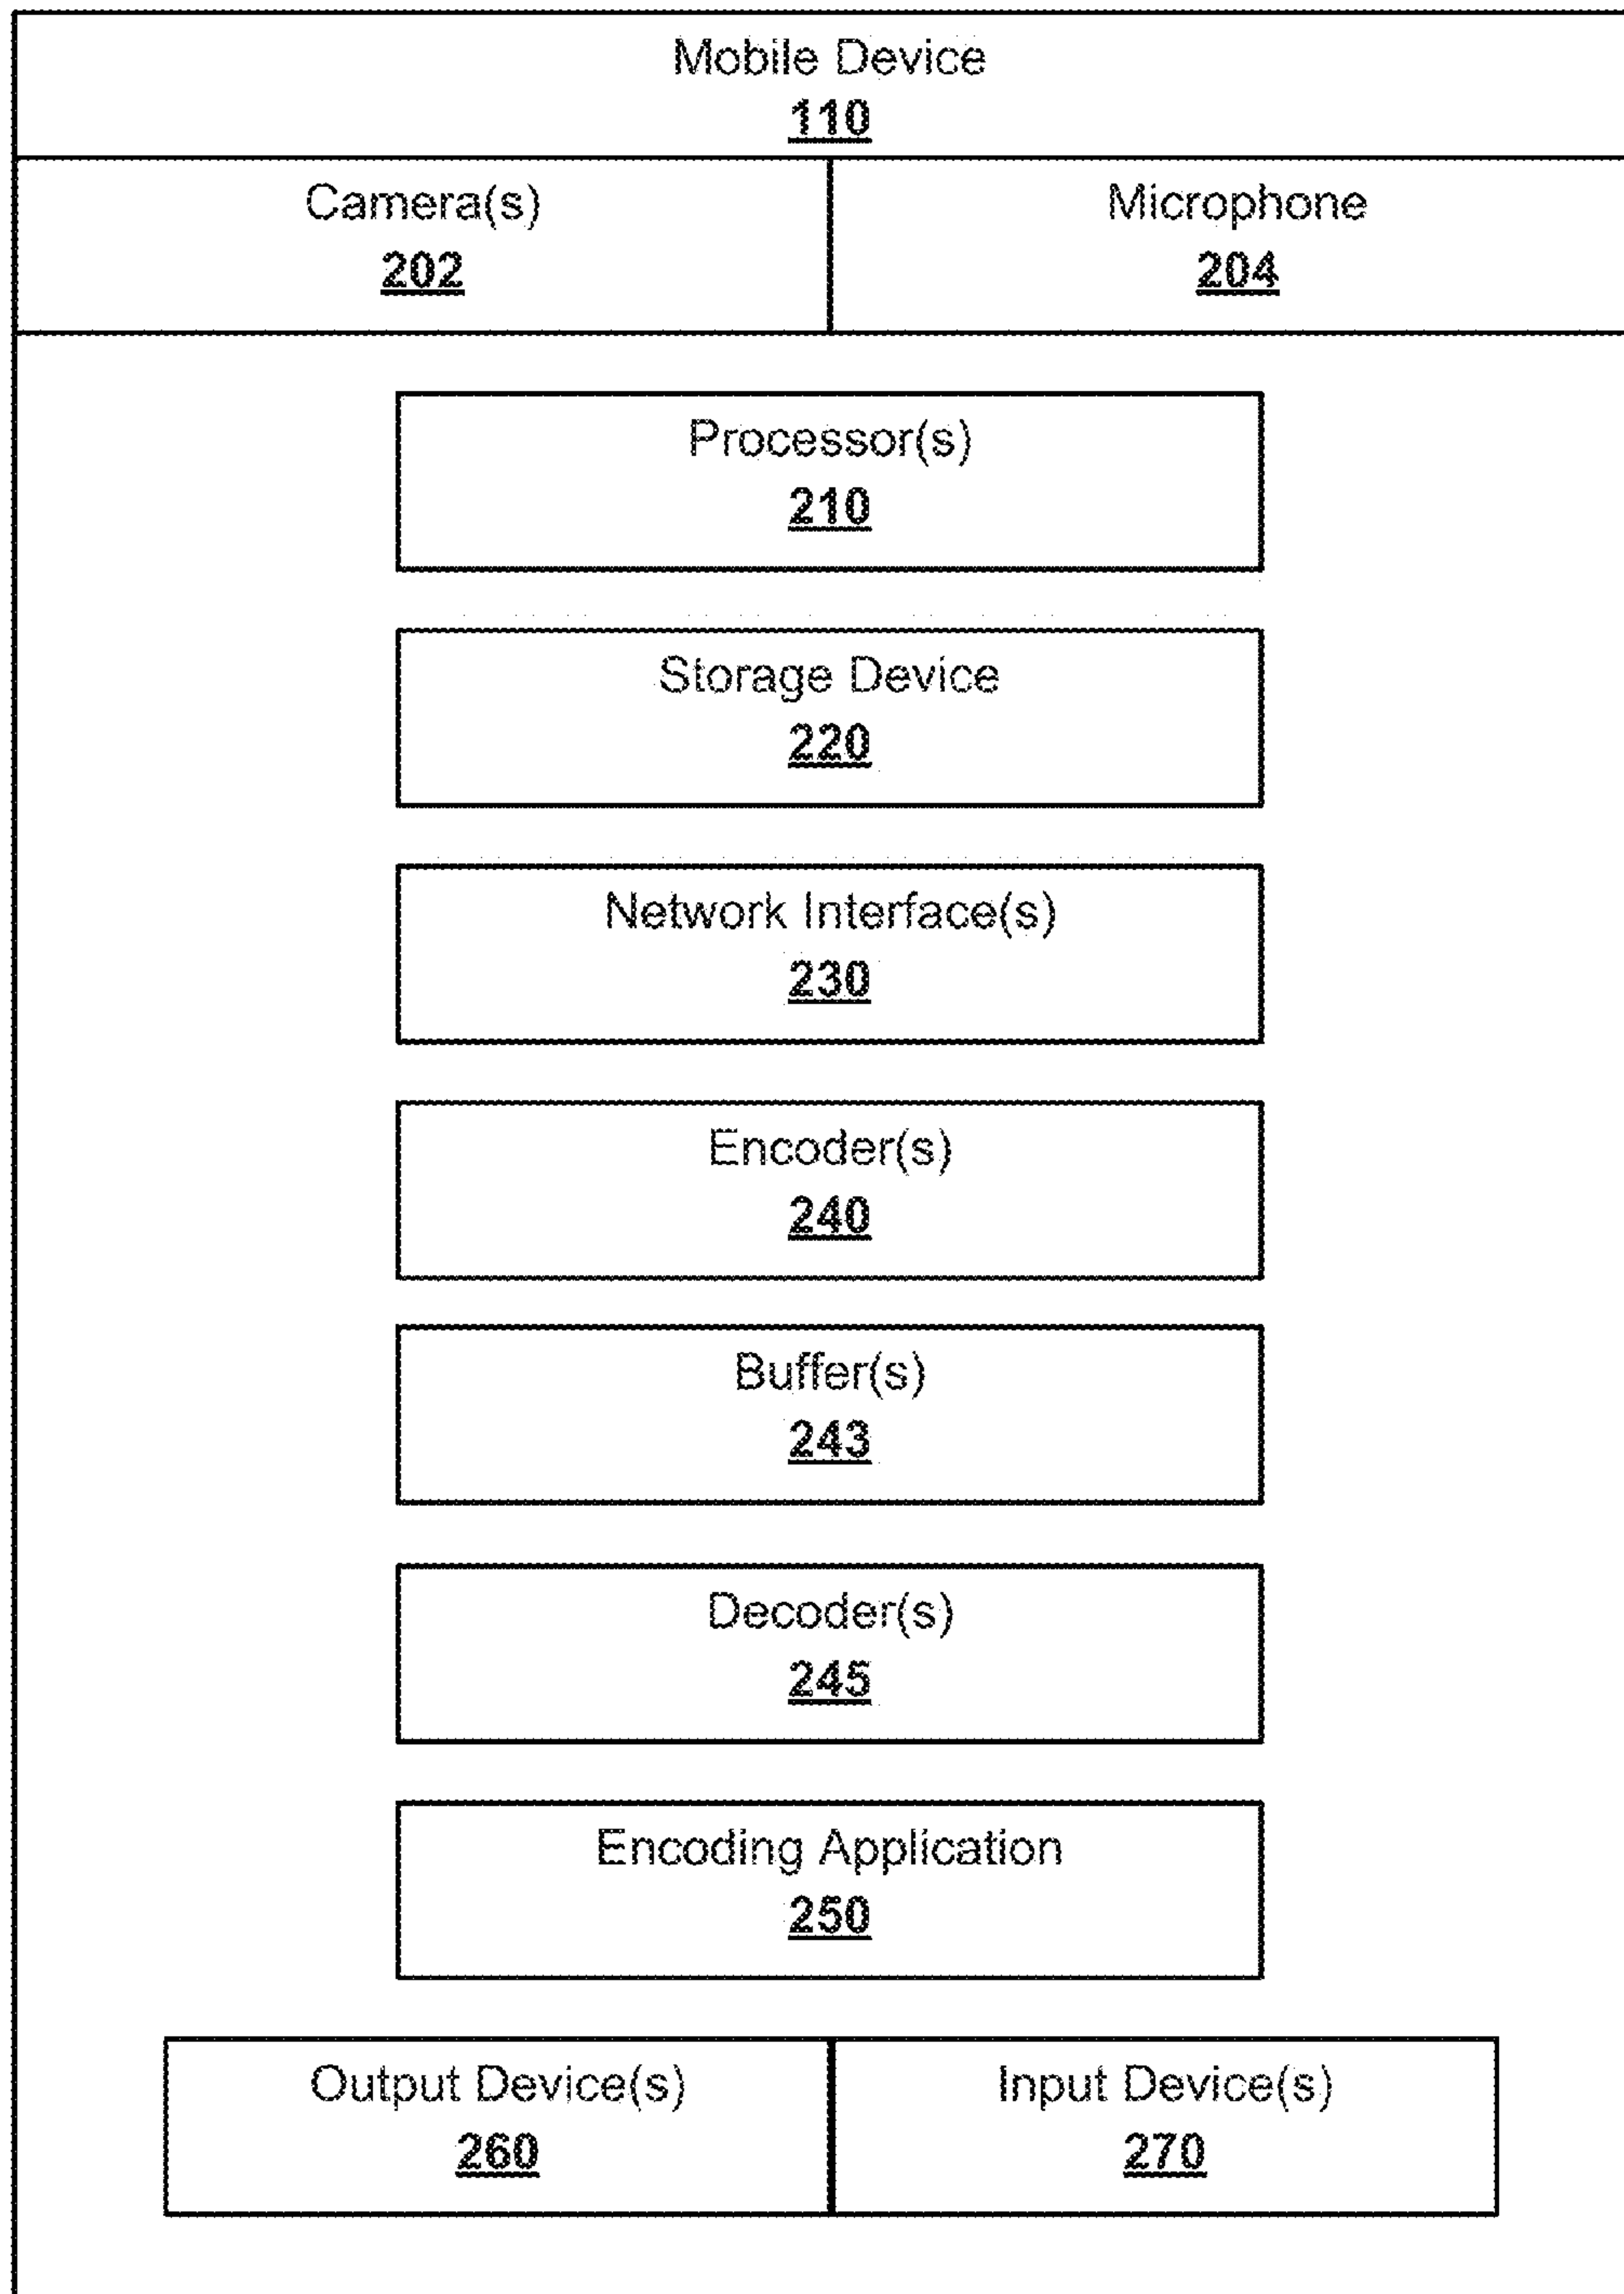 Mobile Device
110
Camera(s)
202
Microphone
204
Processor(s)
210
Storage Device
220
Network Interface(s)
230
Encoder(s)
240
Buffer(s)
243
Decoder(s)
245
Encoding Application
250
Output Device(s)
260
Input Device(s)
270